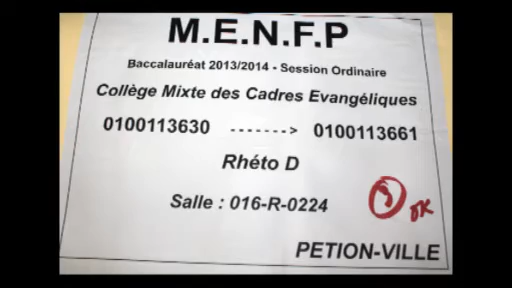 M.E.N.F.P
Baccalauréat 2013/2014 - Session Ordinaire
Collège Mixte des Cadres Evangéliques
0100113630 -------> 0100113661
Rhéto D
Salle : 016-R-0224
OK
PETION-VILLE